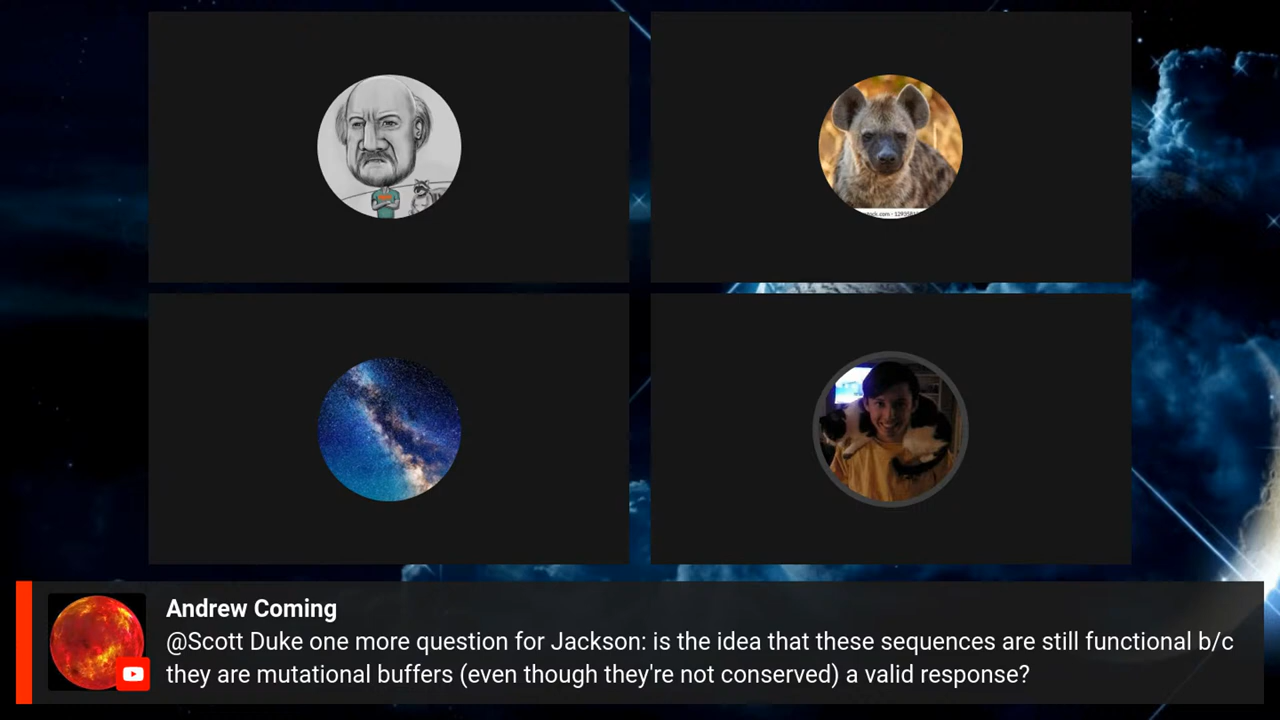 Andrew Coming
@Scott Duke one more question for Jackson: is the idea that these sequences are still functional b/c
they are mutational buffers (even though they're not conserved) a valid response?